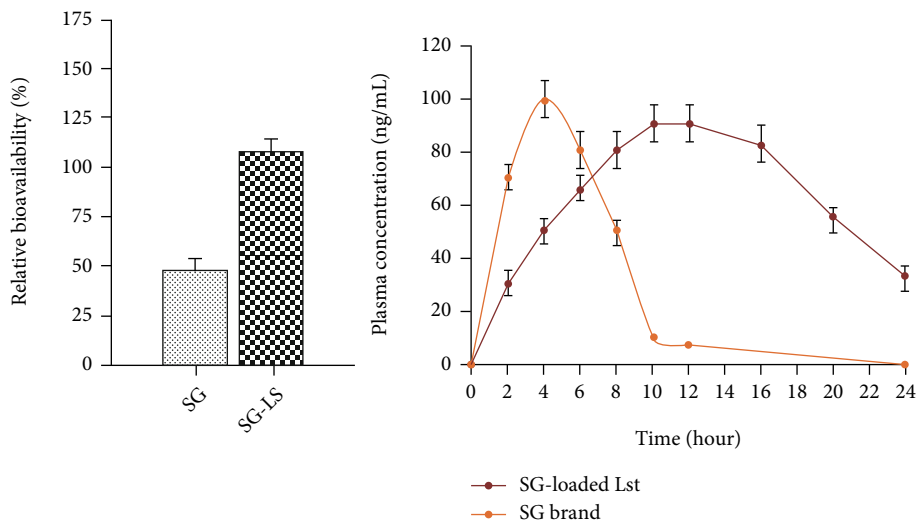 Relative bioavailability (%)
175
150
125
100
75
50
25
0
SG
SG-LS
Plasma concentration (ng/mL)
120
100
80
60
40
20
0
0 2 4 6 8 10 12 14 16 18 20 22 24
Time (hour)
SG-loaded Lst
SG brand